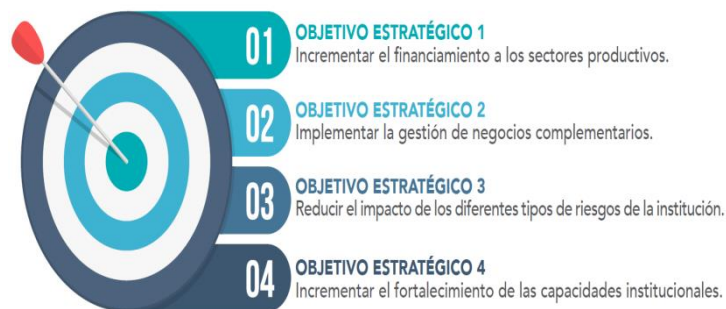 01
OBJETIVO ESTRATÉGICO 1
Incrementar el financiamiento a los sectores productivos.
02
OBJETIVO ESTRATÉGICO 2
Implementar la gestión de negocios complementarios.
03
OBJETIVO ESTRATÉGICO 3
Reducir el impacto de los diferentes tipos de riesgos de la institución.
04
OBJETIVO ESTRATÉGICO 4
Incrementar el fortalecimiento de las capacidades institucionales.